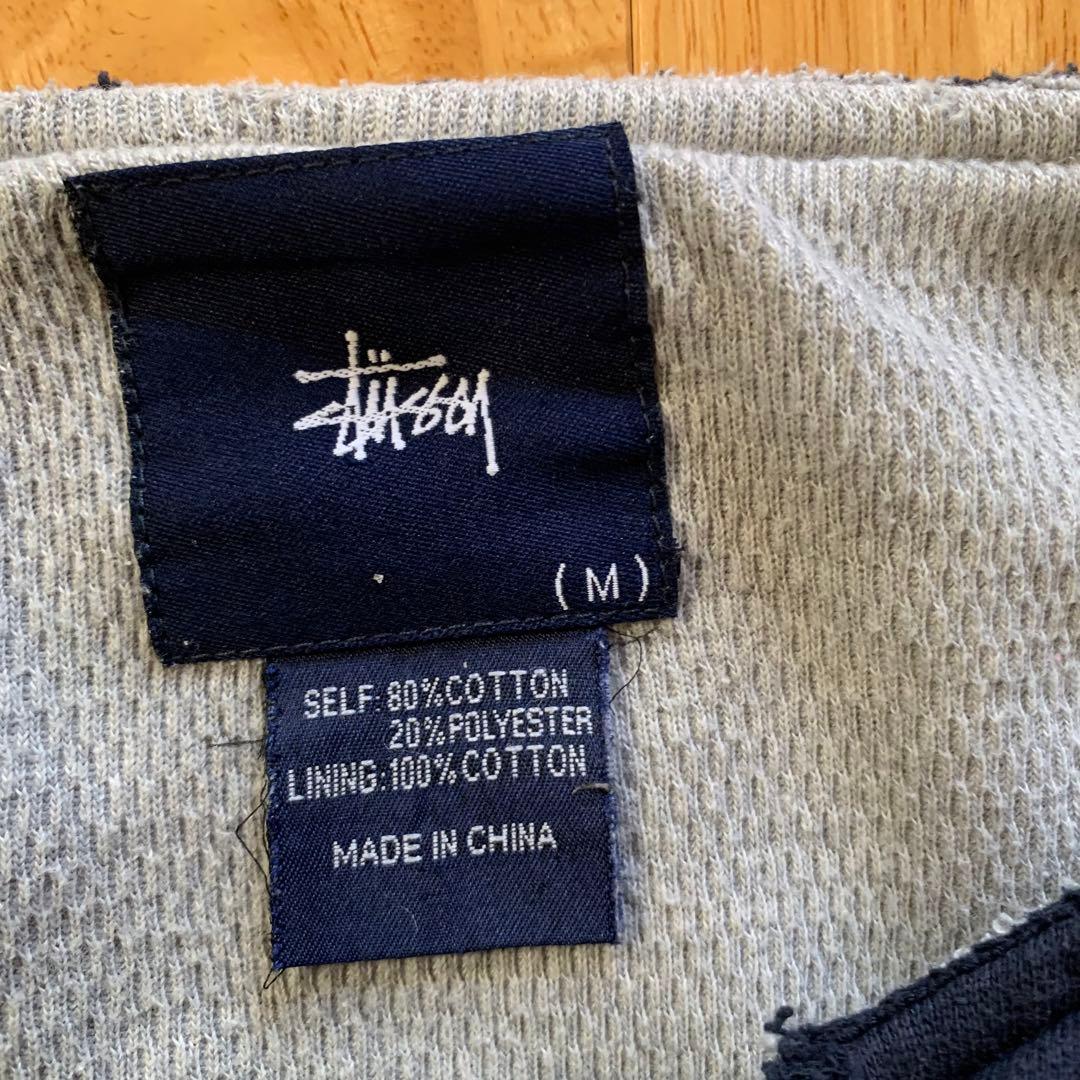 Stüssy
(M)
SELF: 80%COTTON
20%POLYESTER
LINING:100%COTTON
MADE IN CHINA